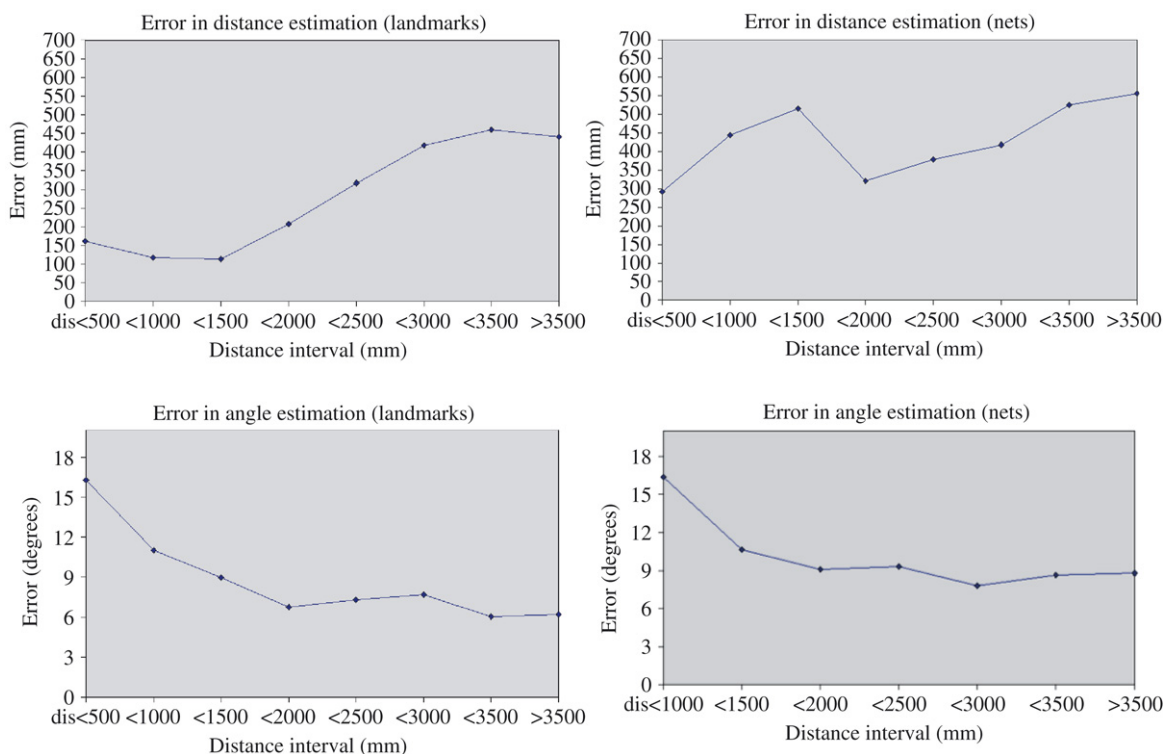 Error in distance estimation (landmarks)
700
650
600
550
500
450
400
350
300
250
200
150
100
50
0
Error (mm)
dis<500 <1000 <1500 <2000 <2500 <3000 <3500 >3500
Distance interval (mm)
Error in distance estimation (nets)
700
650
600
550
500
450
400
350
300
250
200
150
100
50
0
Error (mm)
dis<500 <1000 <1500 <2000 <2500 <3000 <3500 >3500
Distance interval (mm)
Error in angle estimation (landmarks)
18
15
12
9
6
3
0
Error (degrees)
dis<500 <1000 <1500 <2000 <2500 <3000 <3500 >3500
Distance interval (mm)
Error in angle estimation (nets)
18
15
12
9
6
3
0
Error (degrees)
dis<1000 <1500 <2000 <2500 <3000 <3500 >3500
Distance interval (mm)